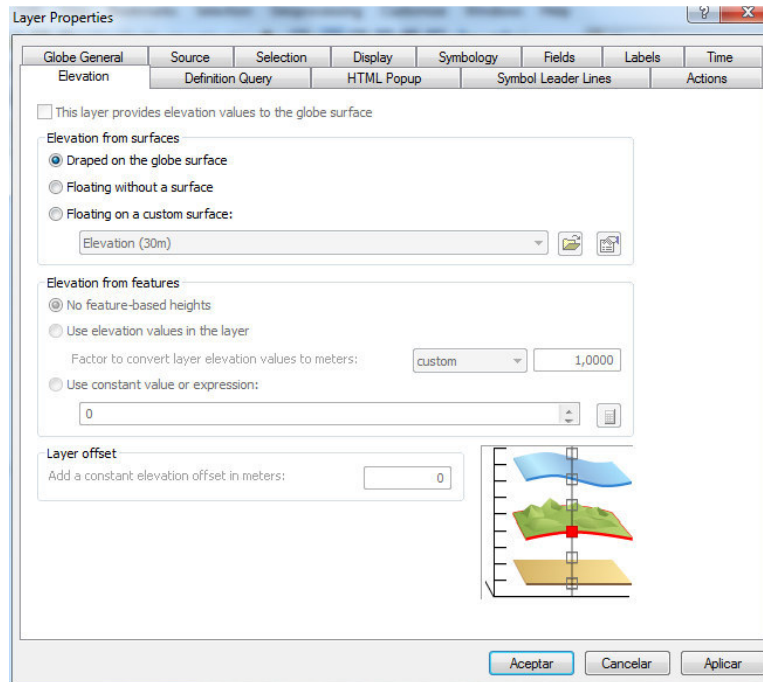 Layer Properties
Globe General Source Selection Display Symbology Fields Labels Time
Elevation Definition Query HTML Popup Symbol Leader Lines Actions
This layer provides elevation values to the globe surface
Elevation from surfaces
Draped on the globe surface
Floating without a surface
Floating on a custom surface:
Elevation (30m)
Elevation from features
No feature-based heights
Use elevation values in the layer
Factor to convert layer elevation values to meters: custom 1,0000
Use constant value or expression:
0
Layer offset
Add a constant elevation offset in meters: 0
Aceptar Cancelar Aplicar